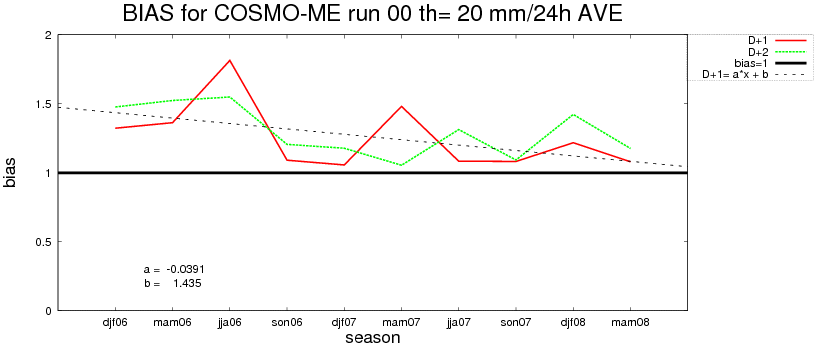 BIAS for COSMO-ME run 00 th= 20 mm/24h AVE
D+1
D+2
bias=1
D+1= a*x + b
2
1.5
1
0.5
0
bias
a = -0.0391
b = 1.435
djf06 mam06 jja06 son06 djf07 mam07 jja07 son07 djf08 mam08
season